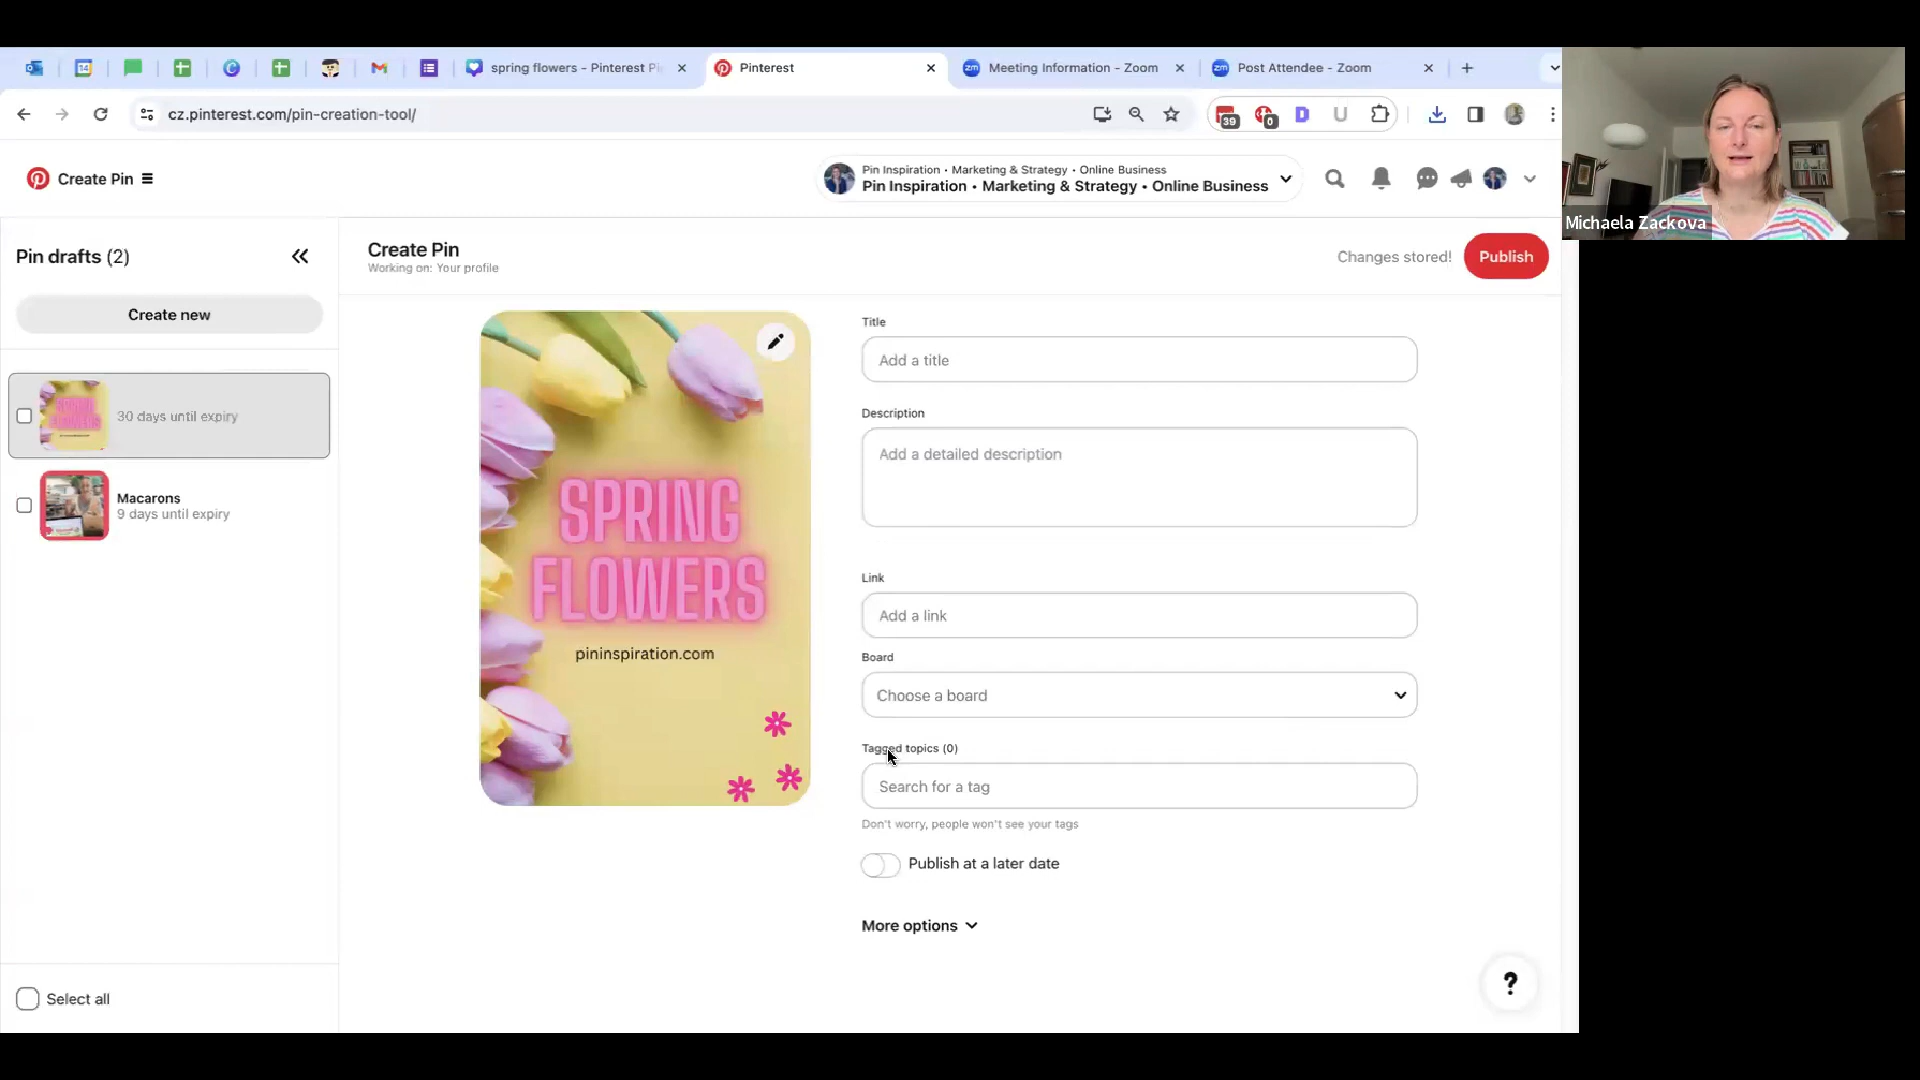 spring flowers - Pinterest Pi
Pinterest
Meeting Information - Zoom
Post Attendee - Zoom
cz.pinterest.com/pin-creation-tool/
39
0
D
U
Create Pin
Pin Inspiration • Marketing & Strategy • Online Business
Pin Inspiration • Marketing & Strategy • Online Business
Michaela Zackova
Pin drafts (2)
Create new
30 days until expiry
Macarons
9 days until expiry
Select all
Create Pin
Working on: Your profile
Changes stored!
Publish
SPRING
FLOWERS
pininspiration.com
Title
Add a title
Description
Add a detailed description
Link
Add a link
Board
Choose a board
Tagged topics (0)
Search for a tag
Don't worry, people won't see your tags
Publish at a later date
More options
?